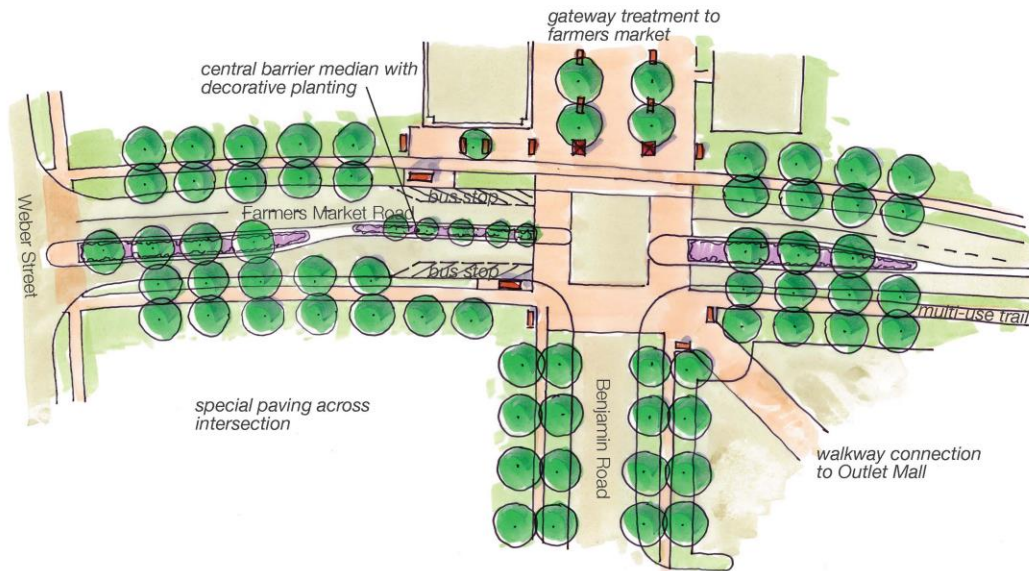 gateway treatment to
farmers market
central barrier median with
decorative planting
bus stop
Farmers Market Road
Weber Street
bus stop
multi-use trail
Benjamin Road
special paving across
intersection
walkway connection
to Outlet Mall